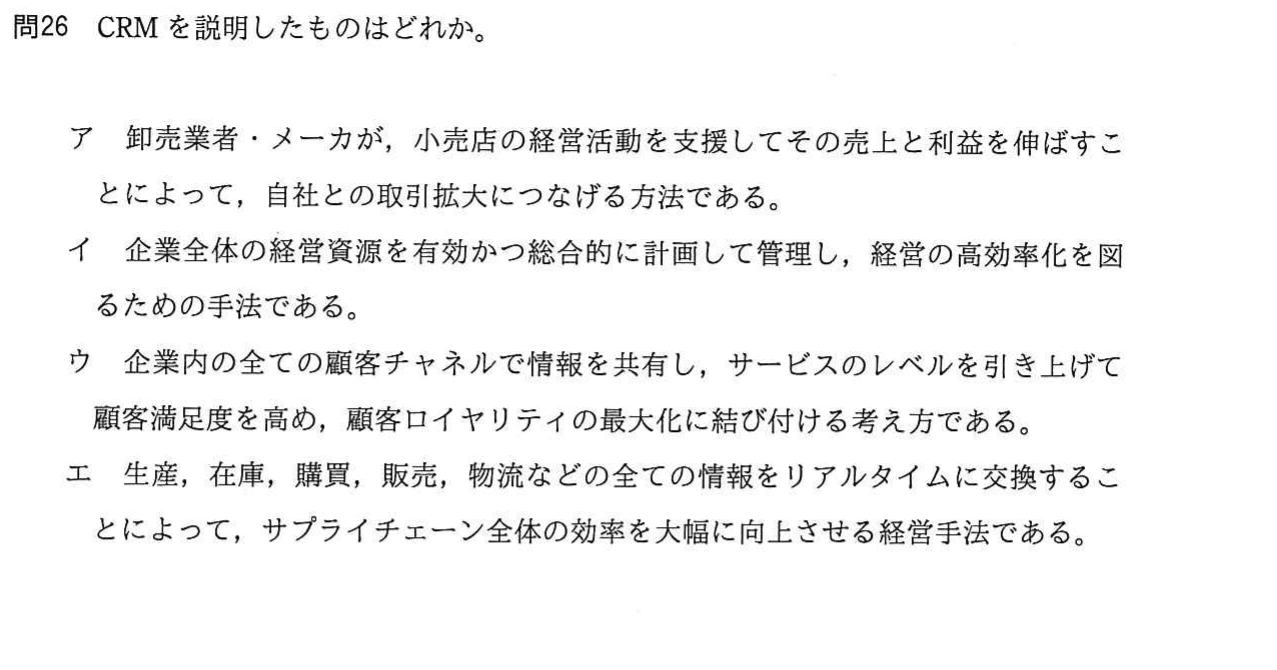 問26 CRM を説明したものはどれか。
ア 卸売業者・メーカが，小売店の経営活動を支援してその売上と利益を伸ばすこ
とによって，自社との取引拡大につなげる方法である。
イ 企業全体の経営資源を有効かつ総合的に計画して管理し，経営の高効率化を図
るための手法である。
ウ 企業内の全ての顧客チャネルで情報を共有し，サービスのレベルを引き上げて
顧客満足度を高め，顧客ロイヤリティの最大化に結び付ける考え方である。
エ 生産，在庫，購買，販売，物流などの全ての情報をリアルタイムに交換するこ
とによって，サプライチェーン全体の効率を大幅に向上させる経営手法である。